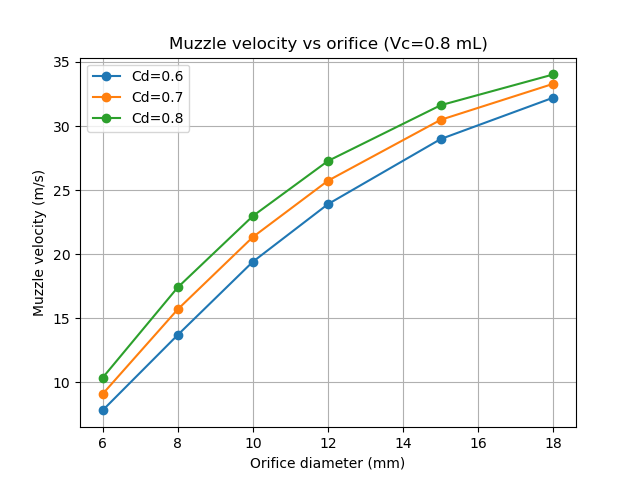 Muzzle velocity vs orifice (Vc=0.8 mL)
Cd=0.6
Cd=0.7
Cd=0.8
Muzzle velocity (m/s)
35
30
25
20
15
10
6 8 10 12 14 16 18
Orifice diameter (mm)